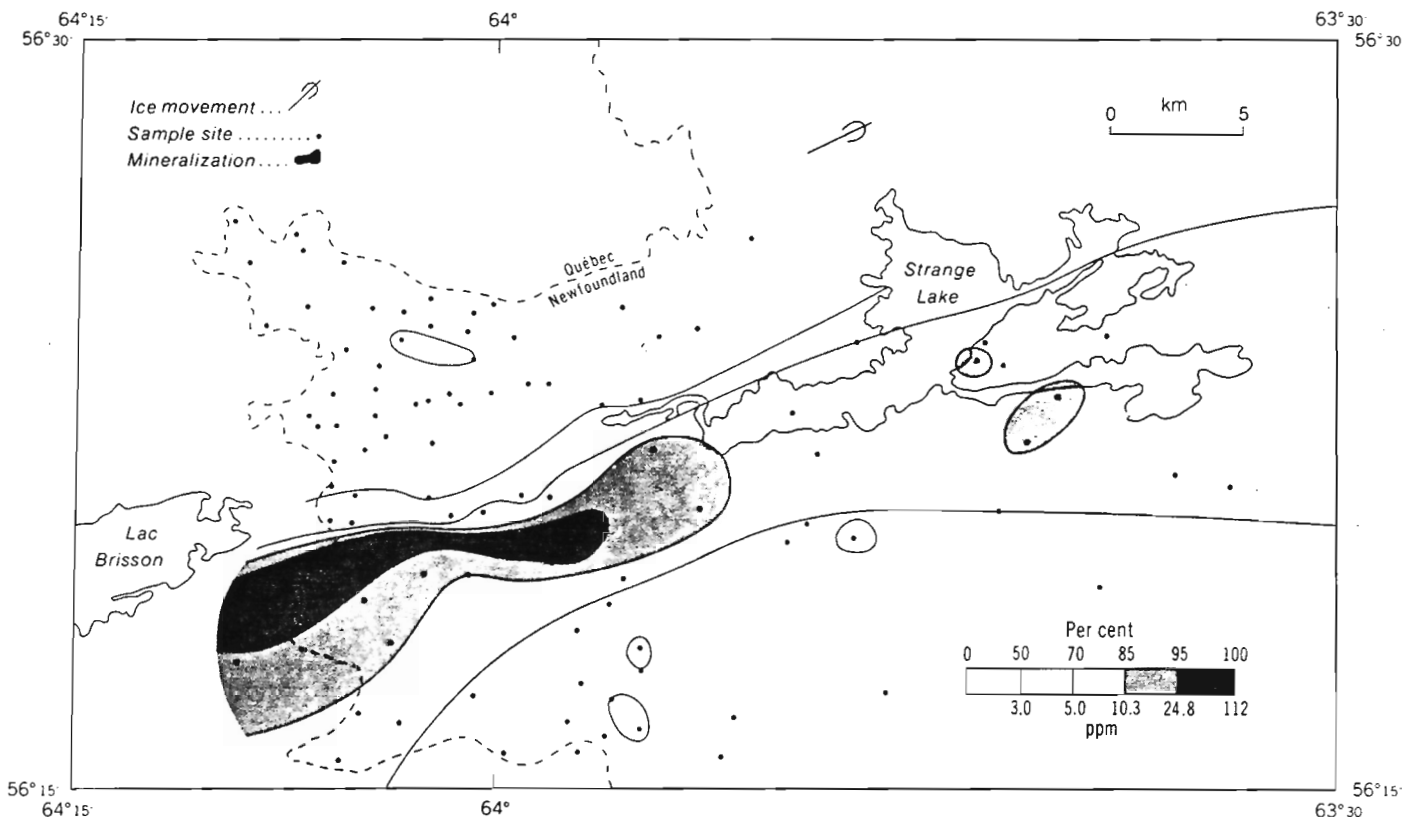 64°15' 64° 63°30'
56°30' 56°30'
Ice movement ...
Sample site .........
Mineralization ....
km
0 5
Québec
Newfoundland
Strange
Lake
Lac
Brisson
Per cent
0 50 70 85 95 100
3.0 5.0 10.3 24.8 112
ppm
56°15' 56°15'
64°15' 64° 63°30'